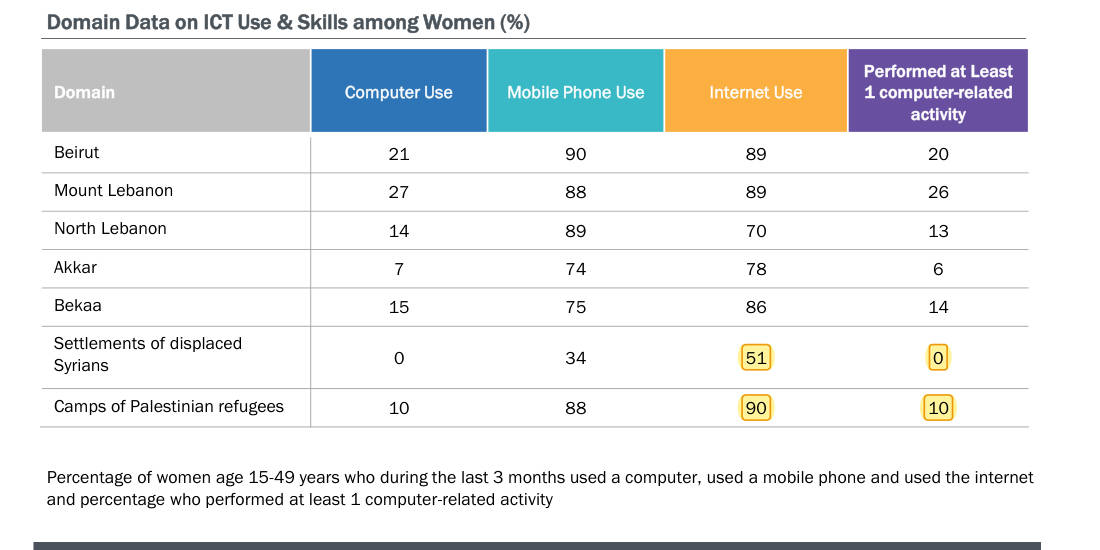 Domain Data on ICT Use & Skills among Women (%)
Domain Computer Use Mobile Phone Use Internet Use Performed at Least 1 computer-related activity
Beirut 21 90 89 20
Mount Lebanon 27 88 89 26
North Lebanon 14 89 70 13
Akkar 7 74 78 6
Bekaa 15 75 86 14
Settlements of displaced Syrians 0 34 51 0
Camps of Palestinian refugees 10 88 90 10
Percentage of women age 15-49 years who during the last 3 months used a computer, used a mobile phone and used the internet
and percentage who performed at least 1 computer-related activity